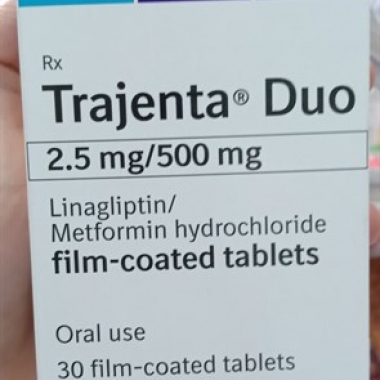 Rx
Trajenta® Duo
2.5 mg/500 mg
Linagliptin/
Metformin hydrochloride
film-coated tablets
Oral use
30 film-coated tablets